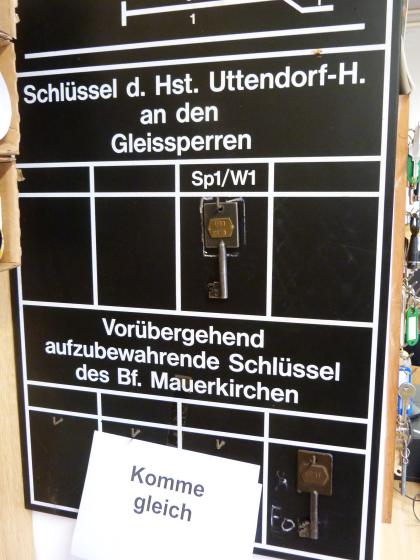 1
Schlüssel d. Hst. Uttendorf-H.
an den
Gleissperren
Sp1/W1
Vorübergehend
aufzubewahrende Schlüssel
des Bf. Mauerkirchen
Komme
gleich